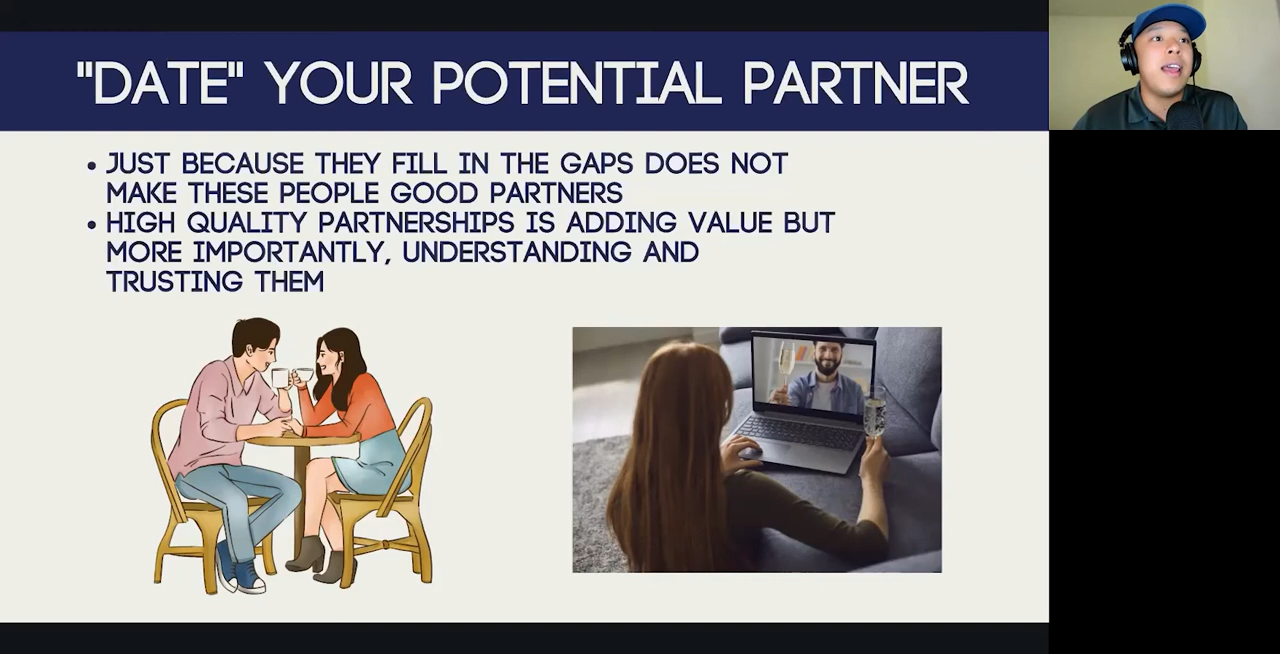 "DATE" YOUR POTENTIAL PARTNER
• JUST BECAUSE THEY FILL IN THE GAPS DOES NOT
MAKE THESE PEOPLE GOOD PARTNERS
• HIGH QUALITY PARTNERSHIPS IS ADDING VALUE BUT
MORE IMPORTANTLY, UNDERSTANDING AND
TRUSTING THEM